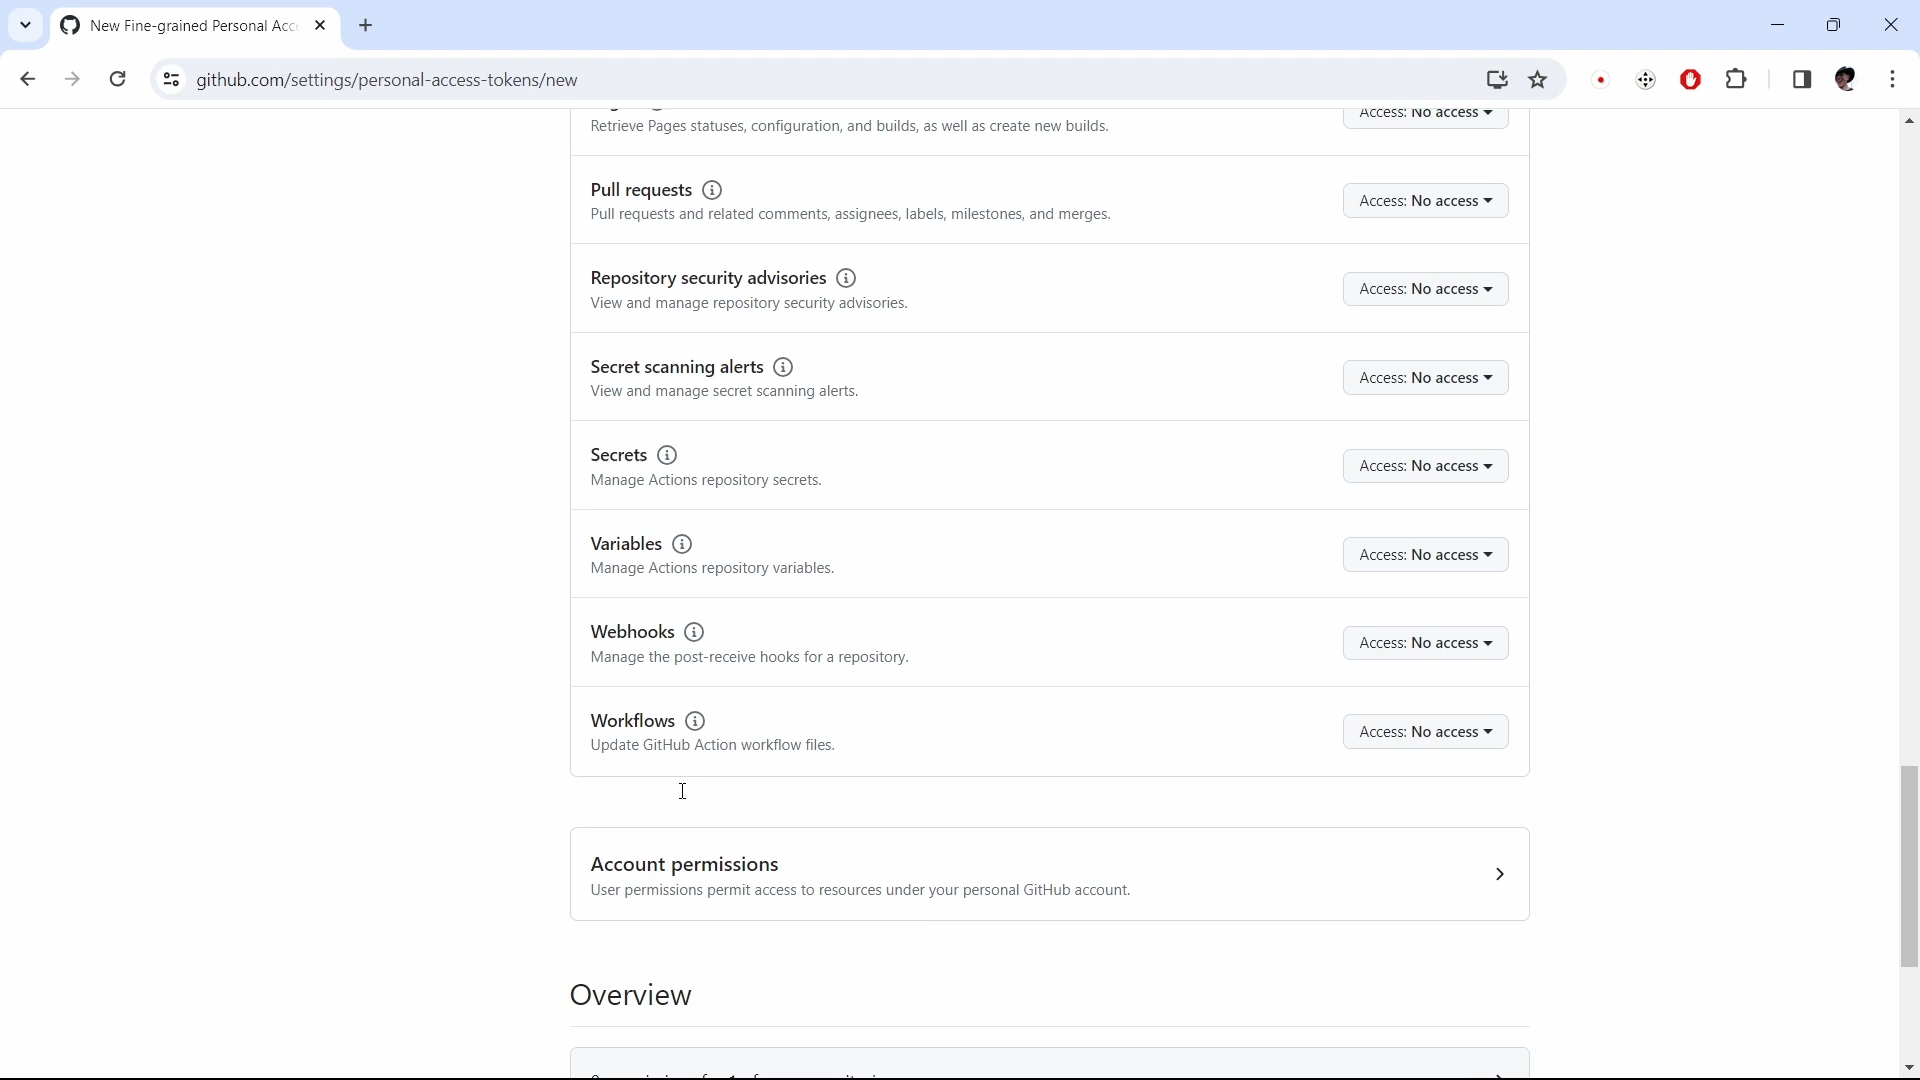 New Fine-grained Personal Acc
github.com/settings/personal-access-tokens/new
Retrieve Pages statuses, configuration, and builds, as well as create new builds.
Access: No access
Pull requests
Pull requests and related comments, assignees, labels, milestones, and merges.
Access: No access
Repository security advisories
View and manage repository security advisories.
Access: No access
Secret scanning alerts
View and manage secret scanning alerts.
Access: No access
Secrets
Manage Actions repository secrets.
Access: No access
Variables
Manage Actions repository variables.
Access: No access
Webhooks
Manage the post-receive hooks for a repository.
Access: No access
Workflows
Update GitHub Action workflow files.
Access: No access
Account permissions
User permissions permit access to resources under your personal GitHub account.
Overview